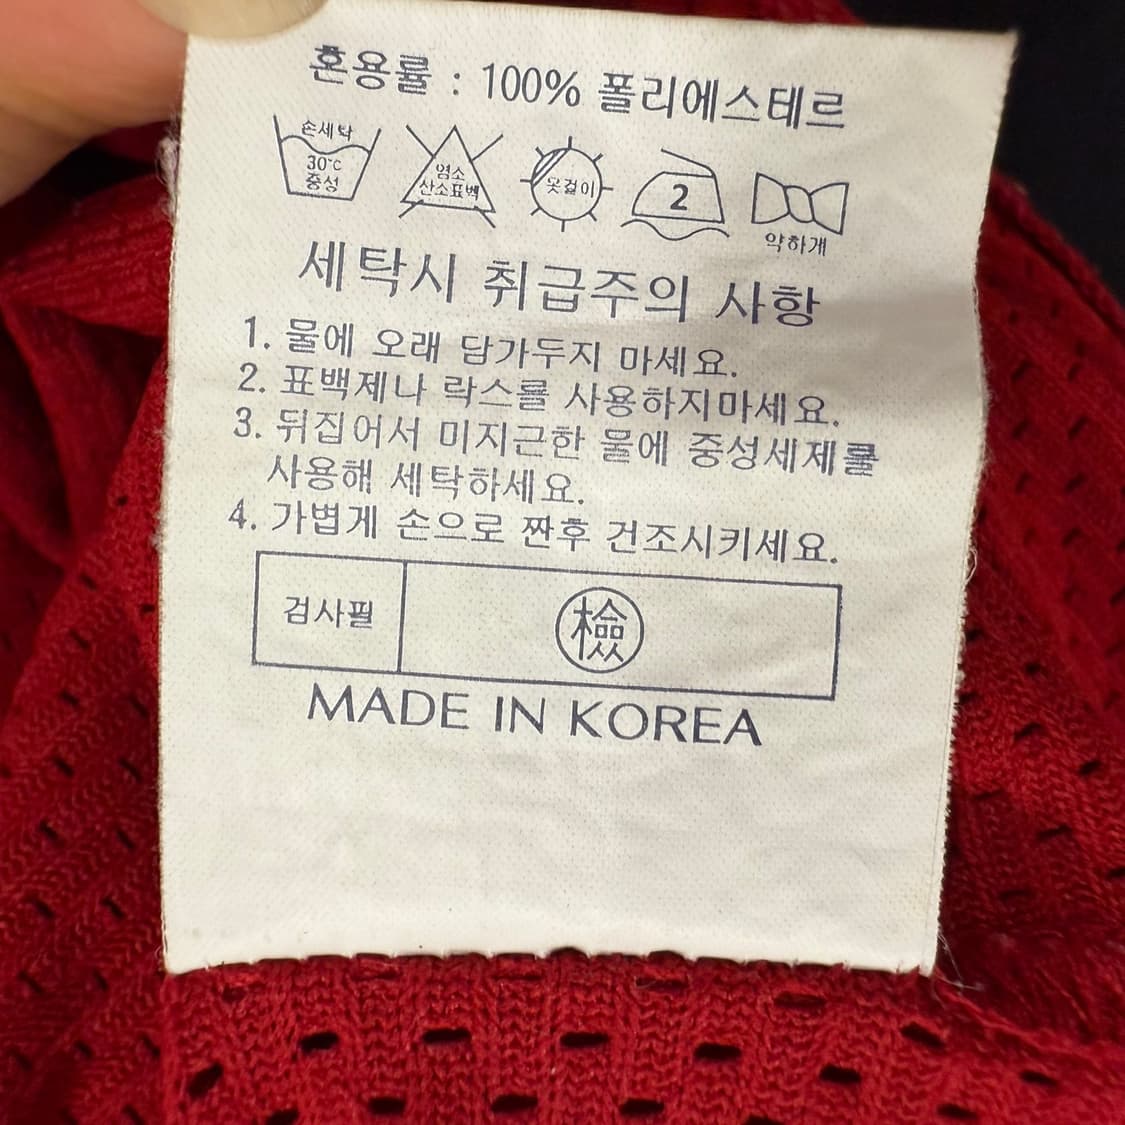 혼용률 : 100% 폴리에스테르
손세탁
30℃
중성
염소
산소표백
옷걸이
2
약하게
세탁시 취급주의 사항
1. 물에 오래 담가두지 마세요.
2. 표백제나 락스를 사용하지마세요.
3. 뒤집어서 미지근한 물에 중성세제를
사용해 세탁하세요.
4. 가볍게 손으로 짠후 건조시키세요.
검사필 檢
MADE IN KOREA